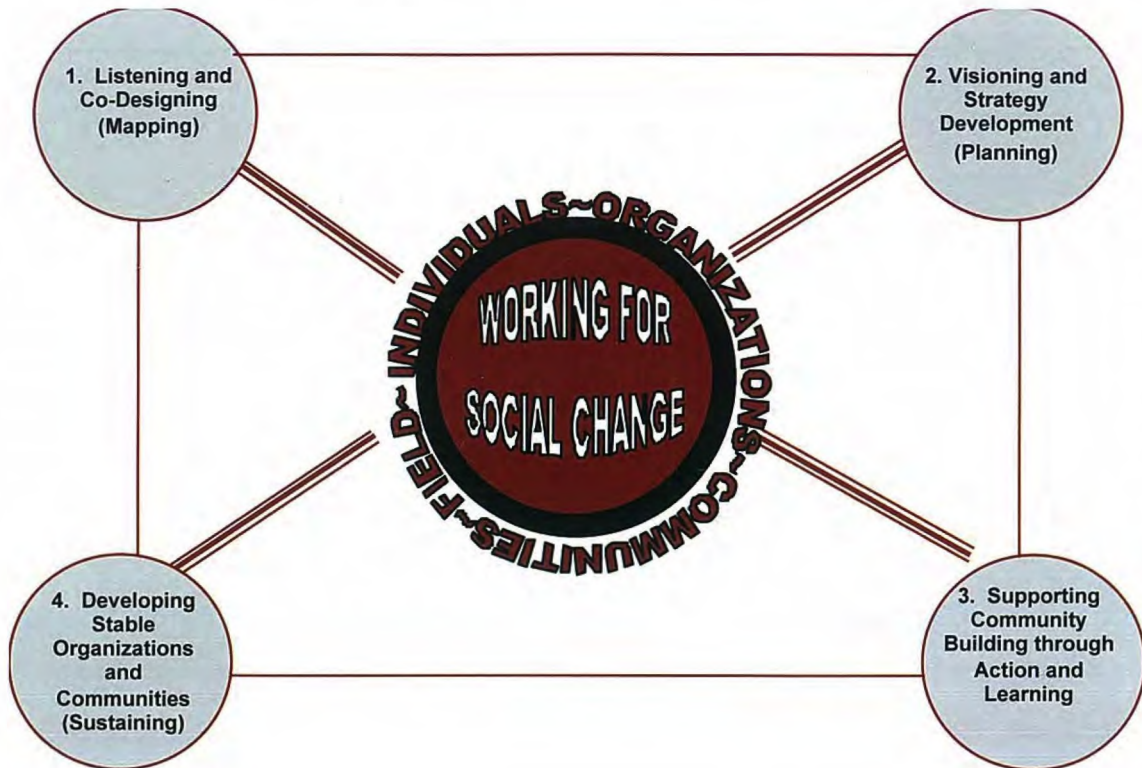 1. Listening and
Co-Designing
(Mapping)
2. Visioning and
Strategy
Development
(Planning)
INDIVIDUALS~ORGANIZATIONS~COMMUNITIES~FIELD~
WORKING FOR
SOCIAL CHANGE
4. Developing
Stable
Organizations
and
Communities
(Sustaining)
3. Supporting
Community
Building through
Action and
Learning